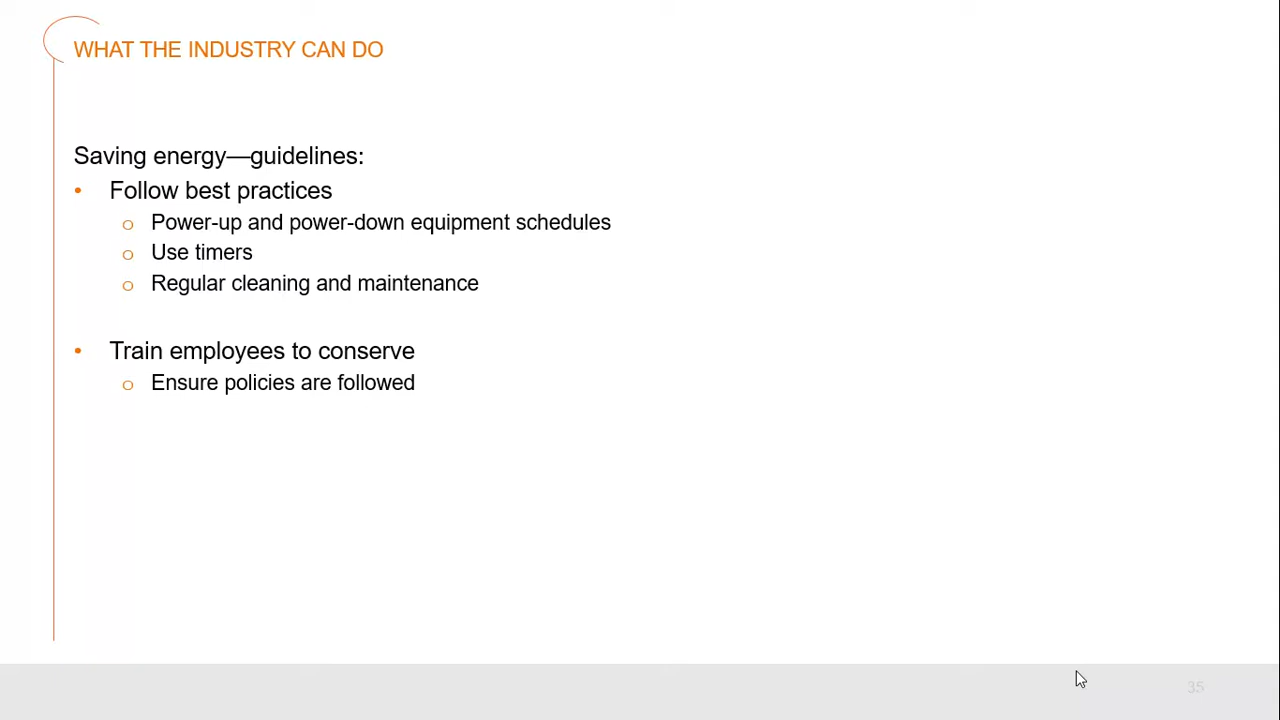 WHAT THE INDUSTRY CAN DO
Saving energy—guidelines:
• Follow best practices
o Power-up and power-down equipment schedules
o Use timers
o Regular cleaning and maintenance
• Train employees to conserve
o Ensure policies are followed
35